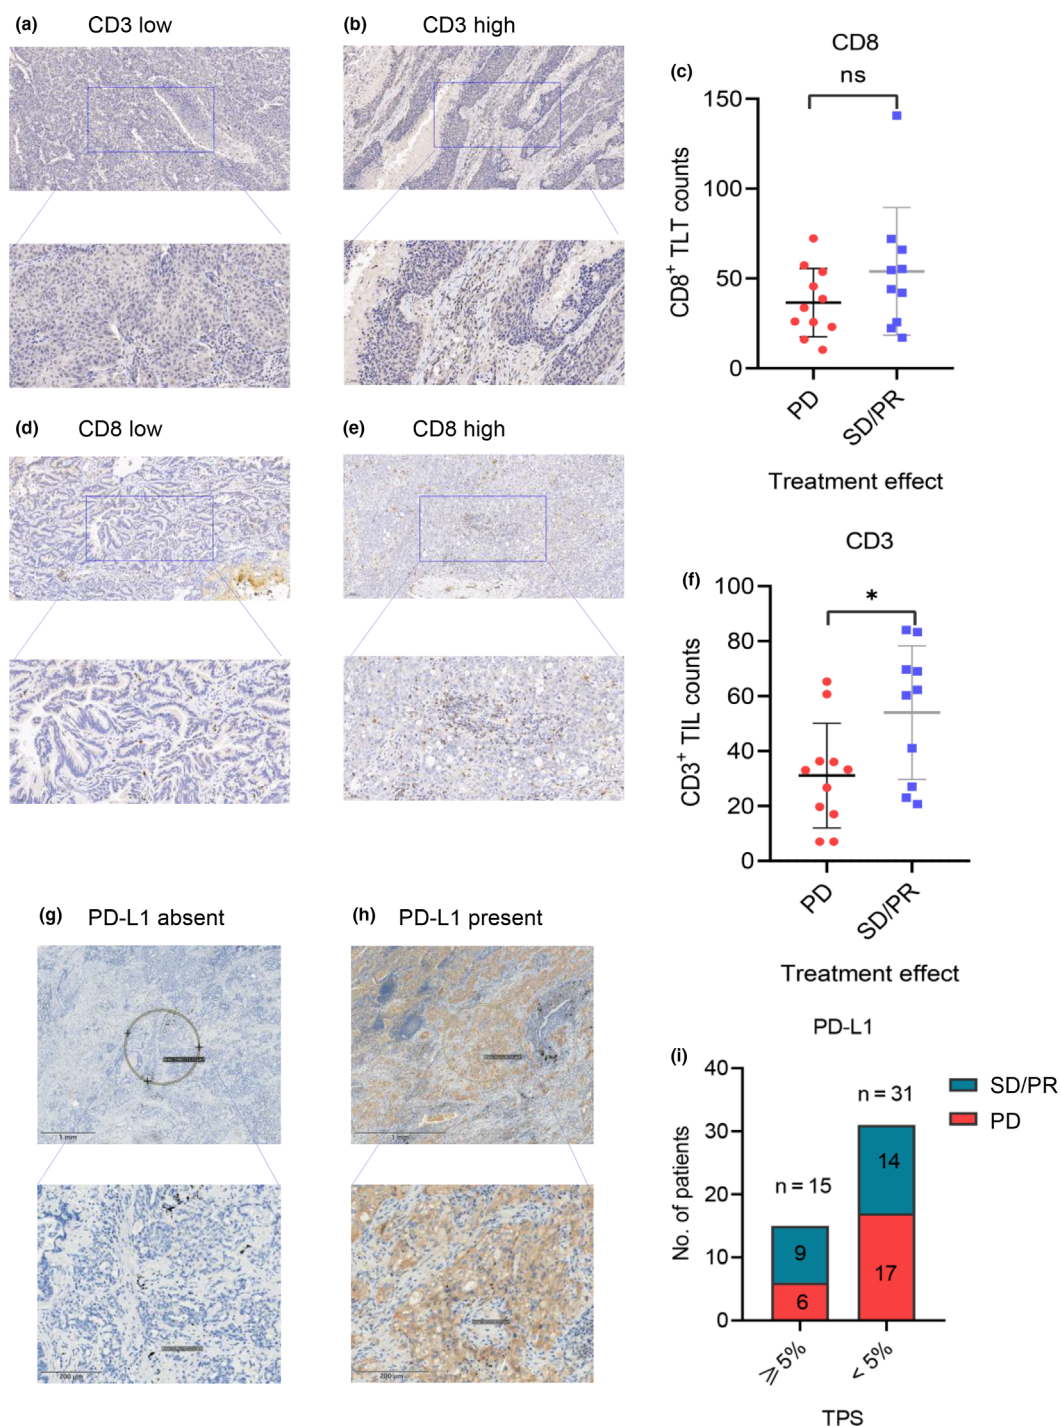 (a) CD3 low
(b) CD3 high
(c) CD8
ns
CD8+ TLT counts
150
100
50
0
PD
SD/PR
Treatment effect
(d) CD8 low
(e) CD8 high
(f) CD3
*
CD3+ TIL counts
100
80
60
40
20
0
PD
SD/PR
Treatment effect
(g) PD-L1 absent
1 mm
200 µm
(h) PD-L1 present
1 mm
200 µm
(i) PD-L1
No. of patients
40
30
20
10
0
n = 15
n = 31
9
6
14
17
SD/PR
PD
⩾ 5%
< 5%
TPS